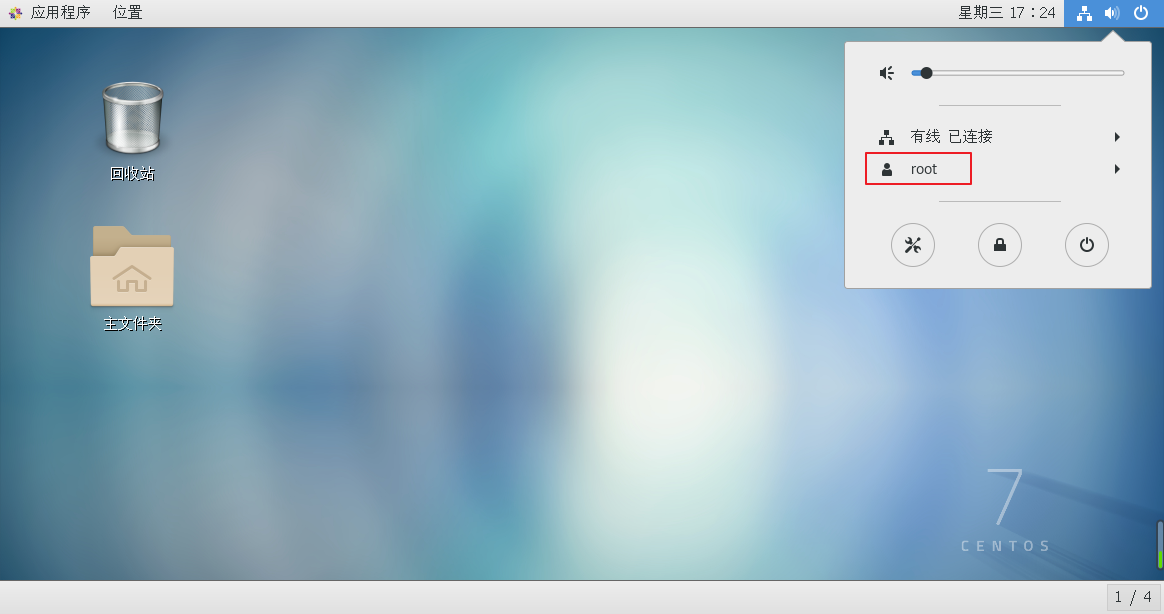 应用程序 位置 星期三 17：24
有线 已连接
root
回收站
主文件夹
7
CENTOS
1 / 4